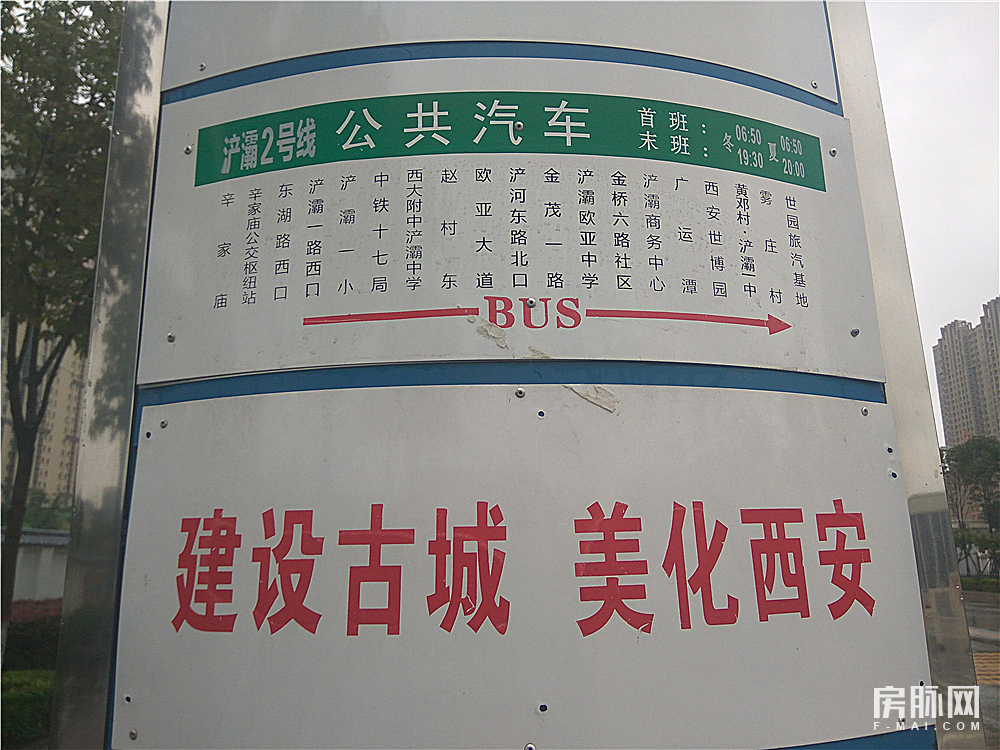 浐灞2号线 公共汽车 首班: 冬 06:50 夏 06:50
末班: 19:30 20:00
辛家庙
辛家庙公交枢纽站
东湖路西口
浐灞一路西口
浐灞一小
中铁十七局
西大附中浐灞中学
赵村东
欧亚大道
浐河东路北口
金茂一路
浐灞欧亚中学
金桥六路社区
浐灞商务中心
广运潭
西安世博园
黄邓村·浐灞一中
雾庄村
世园旅汽基地
BUS
建设古城 美化西安
房脉网
F-MAI.COM